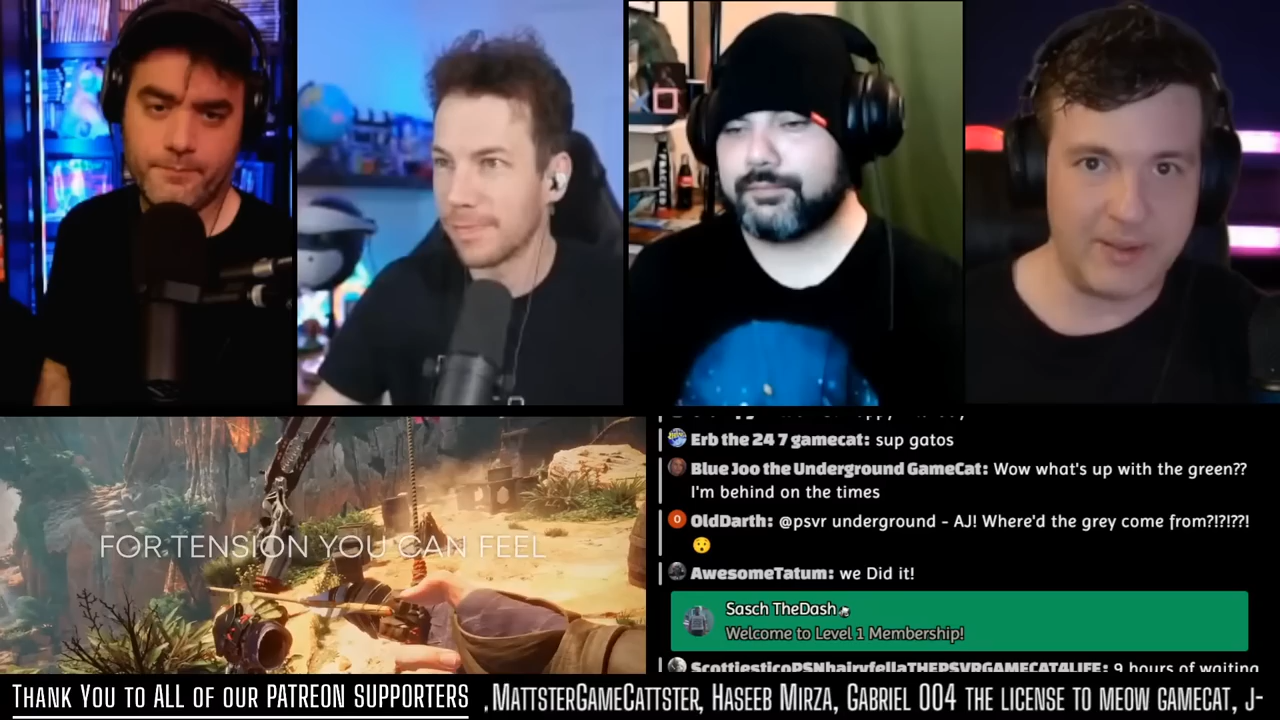 FOR TENSION YOU CAN FEEL
Erb the 24 7 gamecat: sup gatos
Blue Joo the Underground GameCat: Wow what's up with the green??
I'm behind on the times
OldDarth: @psvr underground - AJ! Where'd the grey come from?!?!??!
😯
AwesomeTatum: we Did it!
Sasch TheDash
Welcome to Level 1 Membership!
ScottiesticoPSNhairyfellaTHEPSVRGAMECAT4LIFE: 9 hours of waiting
Thank You to ALL of our PATREON SUPPORTERS , MattsterGameCattster, Haseeb Mirza, Gabriel 004 the license to meow gamecat, J-